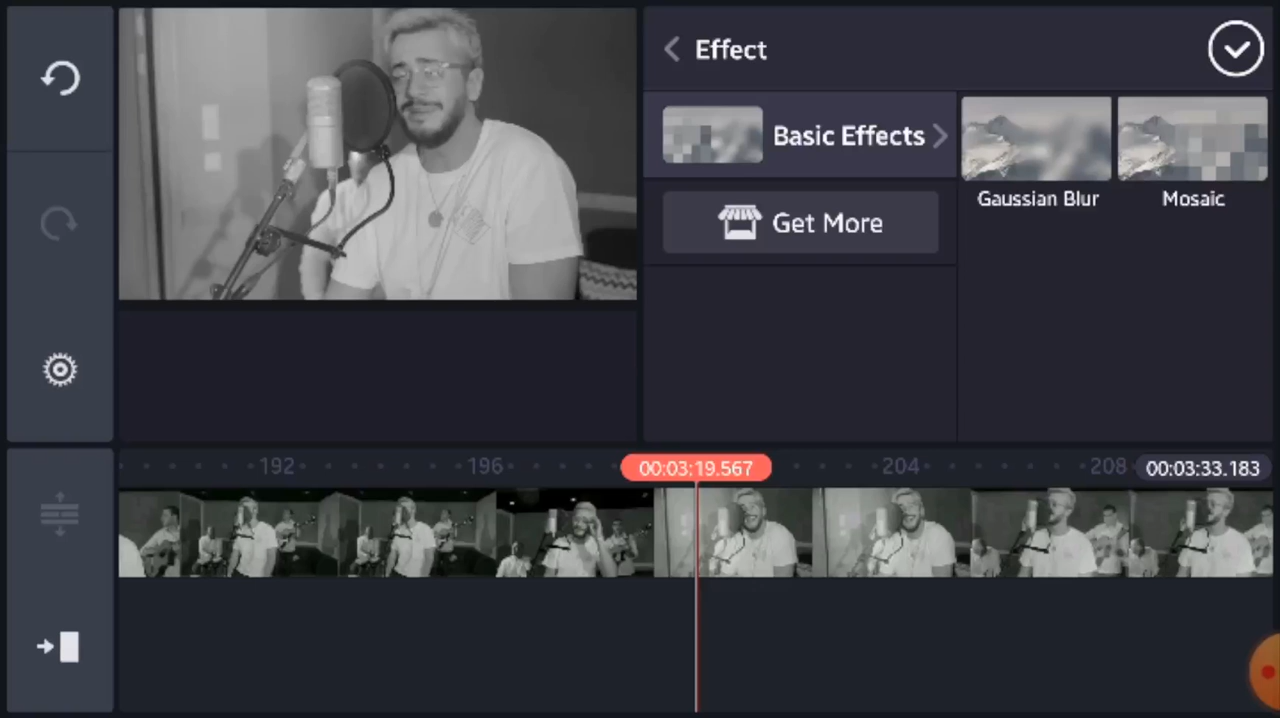 Effect
Basic Effects
Get More
Gaussian Blur
Mosaic
192
196
00:03:19.567
204
208
00:03:33.183